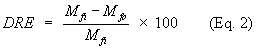 DRE = (M_fi − M_fo) / M_fi × 100 (Eq. 2)